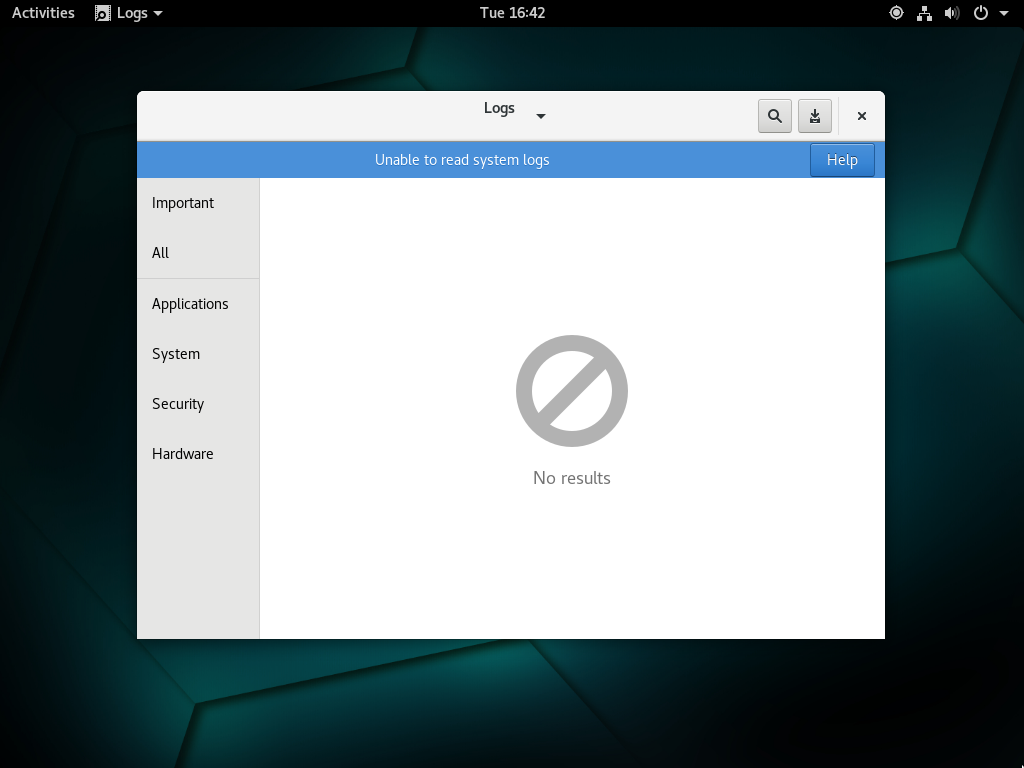 Activities Logs Tue 16:42
Logs
Unable to read system logs Help
Important
All
Applications
System
Security
Hardware
No results